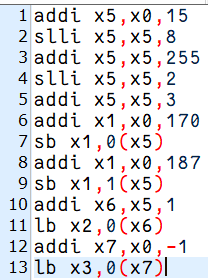 1 addi x5,x0,15
2 slli x5,x5,8
3 addi x5,x5,255
4 slli x5,x5,2
5 addi x5,x5,3
6 addi x1,x0,170
7 sb x1,0(x5)
8 addi x1,x0,187
9 sb x1,1(x5)
10 addi x6,x5,1
11 lb x2,0(x6)
12 addi x7,x0,-1
13 lb x3,0(x7)